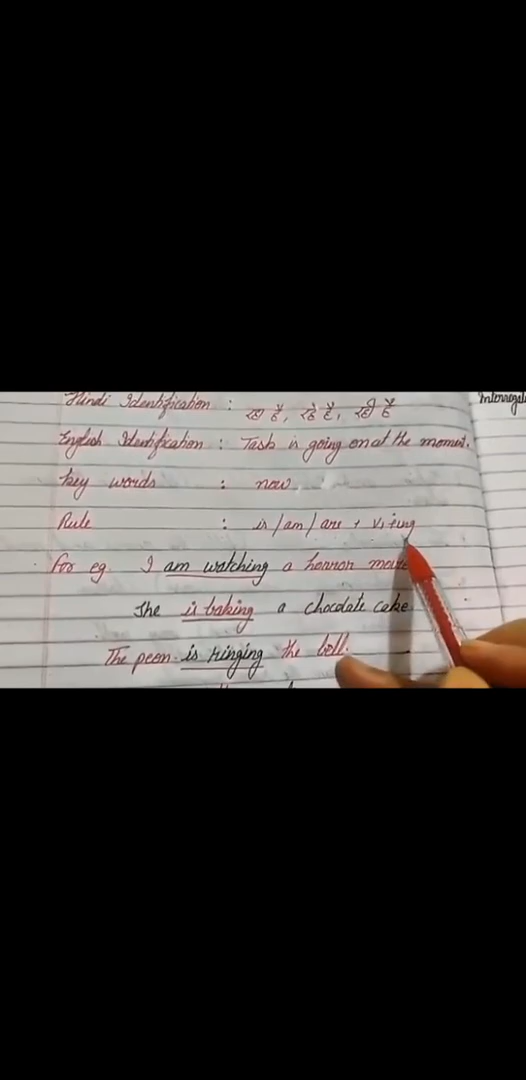 Hindi Identification : रहा है, रहे हैं, रही है
Interrogat
English Identification : Task is going on at the moment.
key words : now
Rule : is/am/are + V1 + ing
for eg I am watching a horror movie
She is baking a chocolate cake.
The peon is ringing the bell.